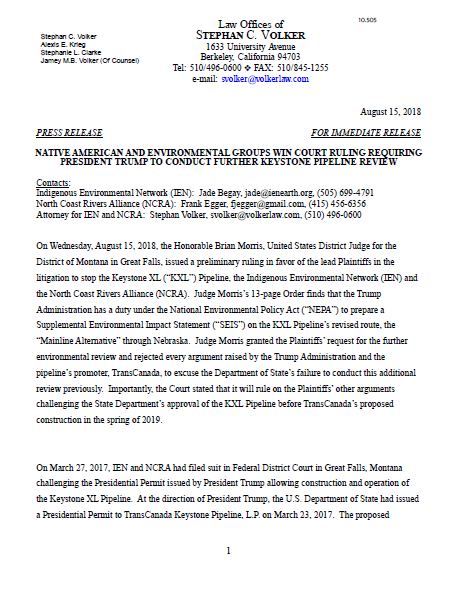 10.505
Law Offices of
STEPHAN C. VOLKER
Stephan C. Volker
Alexis E. Krieg
Stephanie L. Clarke
Jamey M.B. Volker (Of Counsel)
1633 University Avenue
Berkeley, California 94703
Tel: 510/496-0600 ❖ FAX: 510/845-1255
e-mail: svolker@volkerlaw.com
August 15, 2018
PRESS RELEASE FOR IMMEDIATE RELEASE
NATIVE AMERICAN AND ENVIRONMENTAL GROUPS WIN COURT RULING REQUIRING
PRESIDENT TRUMP TO CONDUCT FURTHER KEYSTONE PIPELINE REVIEW
Contacts:
Indigenous Environmental Network (IEN): Jade Begay, jade@ienearth.org, (505) 699-4791
North Coast Rivers Alliance (NCRA): Frank Egger, fjegger@gmail.com, (415) 456-6356
Attorney for IEN and NCRA: Stephan Volker, svolker@volkerlaw.com, (510) 496-0600
On Wednesday, August 15, 2018, the Honorable Brian Morris, United States District Judge for the
District of Montana in Great Falls, issued a preliminary ruling in favor of the lead Plaintiffs in the
litigation to stop the Keystone XL (“KXL”) Pipeline, the Indigenous Environmental Network (IEN) and
the North Coast Rivers Alliance (NCRA). Judge Morris’s 13-page Order finds that the Trump
Administration has a duty under the National Environmental Policy Act (“NEPA”) to prepare a
Supplemental Environmental Impact Statement (“SEIS”) on the KXL Pipeline’s revised route, the
“Mainline Alternative” through Nebraska. Judge Morris granted the Plaintiffs’ request for the further
environmental review and rejected every argument raised by the Trump Administration and the
pipeline’s promoter, TransCanada, to excuse the Department of State’s failure to conduct this additional
review previously. Importantly, the Court stated that it will rule on the Plaintiffs’ other arguments
challenging the State Department’s approval of the KXL Pipeline before TransCanada’s proposed
construction in the spring of 2019.
On March 27, 2017, IEN and NCRA had filed suit in Federal District Court in Great Falls, Montana
challenging the Presidential Permit issued by President Trump allowing construction and operation of
the Keystone XL Pipeline. At the direction of President Trump, the U.S. Department of State had issued
a Presidential Permit to TransCanada Keystone Pipeline, L.P. on March 23, 2017. The proposed
1